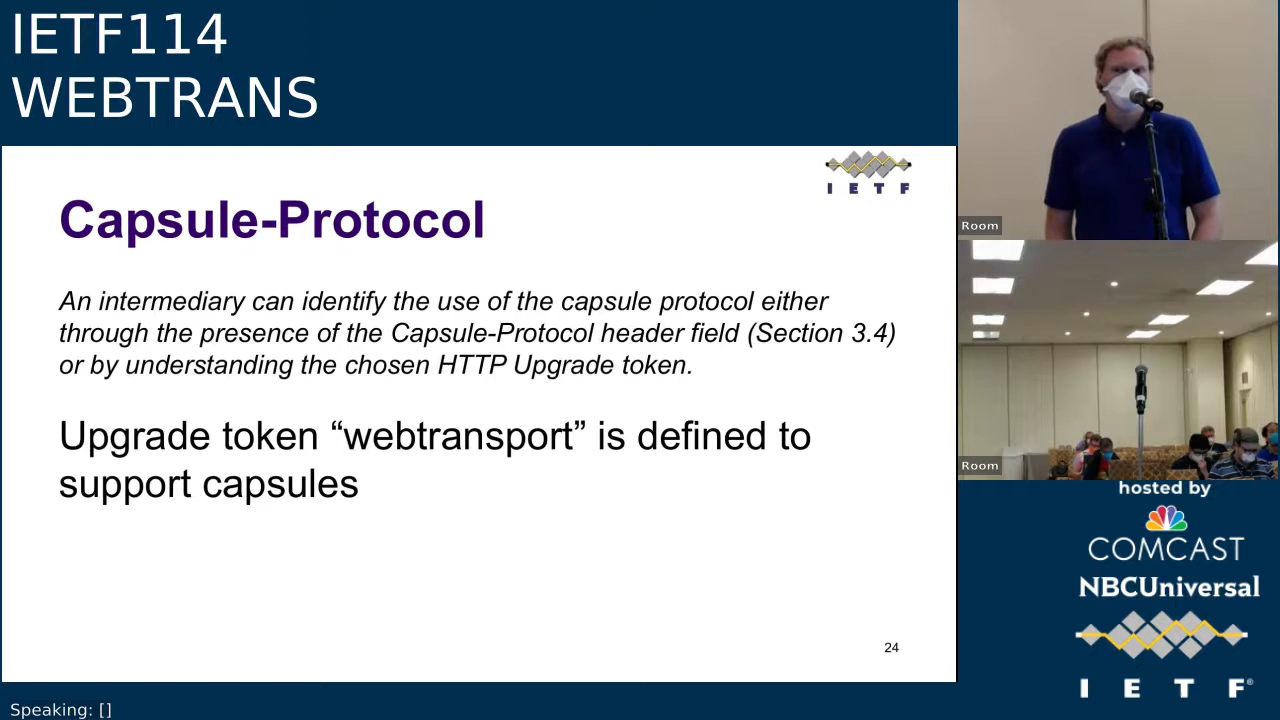 IETF114
WEBTRANS
I E T F
Capsule-Protocol
An intermediary can identify the use of the capsule protocol either
through the presence of the Capsule-Protocol header field (Section 3.4)
or by understanding the chosen HTTP Upgrade token.
Upgrade token “webtransport” is defined to
support capsules
24
Speaking: []
Room
Room
hosted by
COMCAST
NBCUniversal
I E T F®